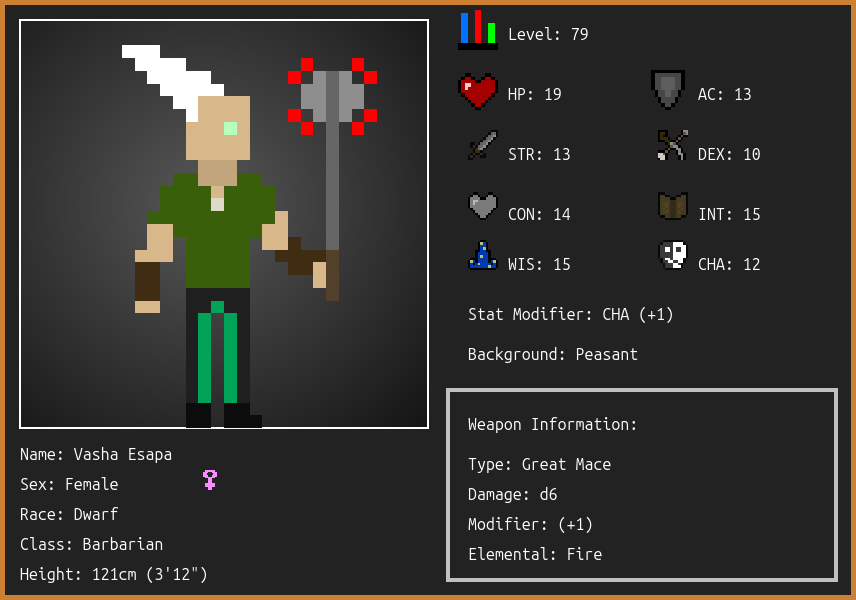 Level: 79
HP: 19
AC: 13
STR: 13
DEX: 10
CON: 14
INT: 15
WIS: 15
CHA: 12
Stat Modifier: CHA (+1)
Background: Peasant
Weapon Information:
Type: Great Mace
Damage: d6
Modifier: (+1)
Elemental: Fire
Name: Vasha Esapa
Sex: Female
Race: Dwarf
Class: Barbarian
Height: 121cm (3'12")